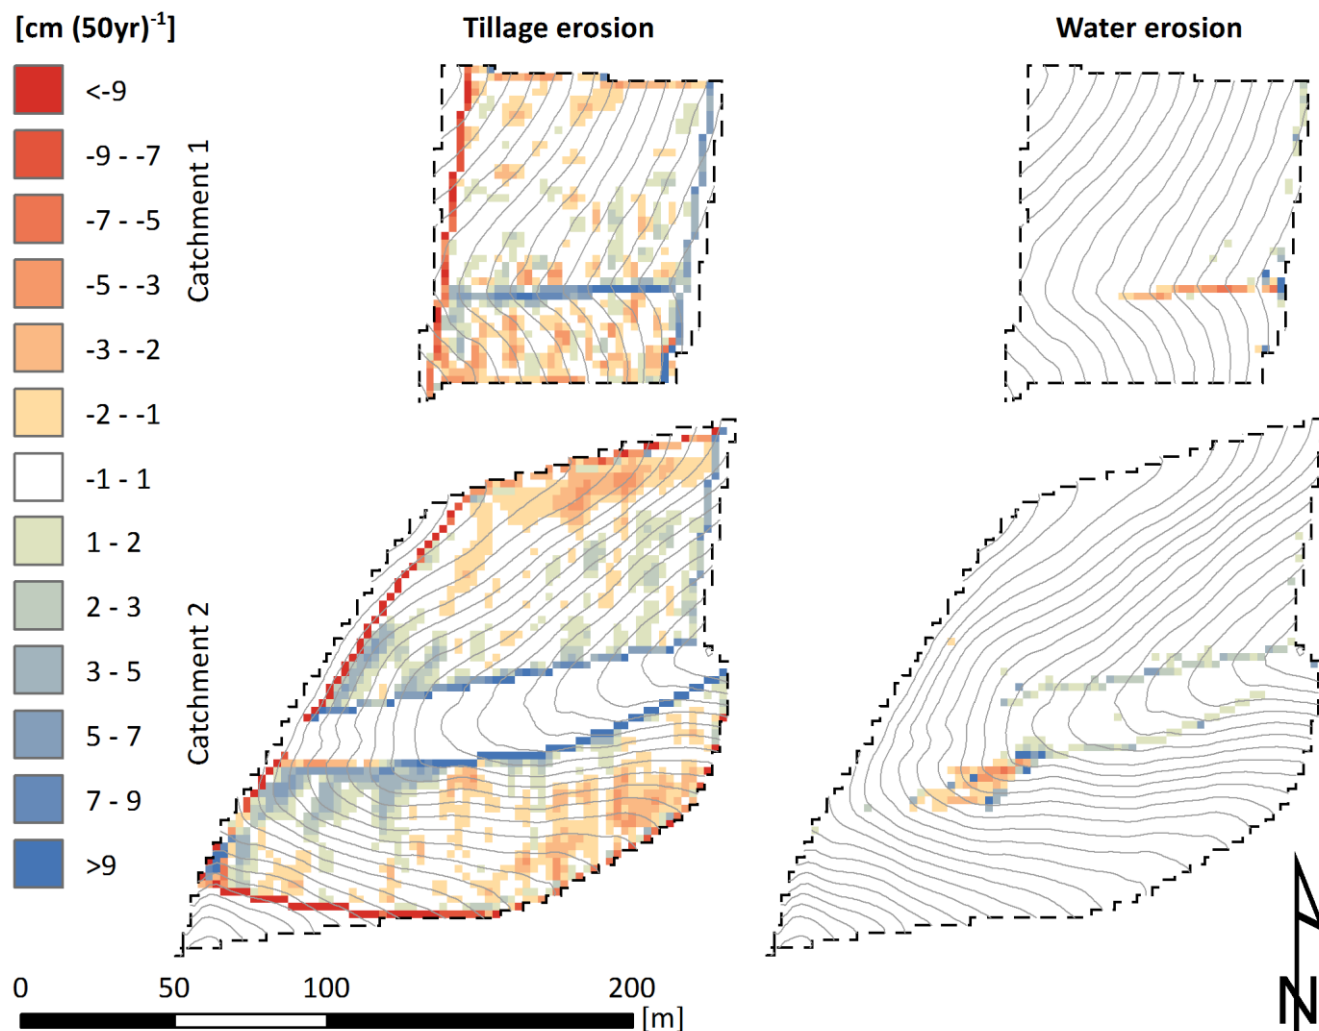 [cm (50yr)-1]
Tillage erosion
Water erosion
<-9
-9 - -7
-7 - -5
-5 - -3
-3 - -2
-2 - -1
-1 - 1
1 - 2
2 - 3
3 - 5
5 - 7
7 - 9
>9
Catchment 1
Catchment 2
0 50 100 200
[m]
N